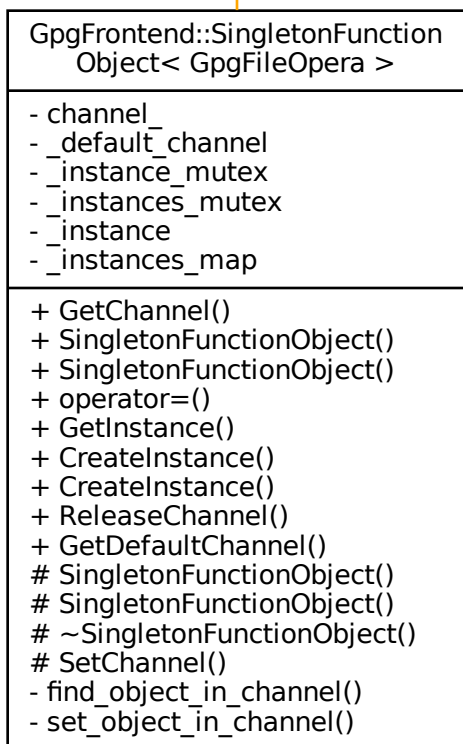 GpgFrontend::SingletonFunction
Object< GpgFileOpera >
- channel_
- _default_channel
- _instance_mutex
- _instances_mutex
- _instance
- _instances_map
+ GetChannel()
+ SingletonFunctionObject()
+ SingletonFunctionObject()
+ operator=()
+ GetInstance()
+ CreateInstance()
+ CreateInstance()
+ ReleaseChannel()
+ GetDefaultChannel()
# SingletonFunctionObject()
# SingletonFunctionObject()
# ~SingletonFunctionObject()
# SetChannel()
- find_object_in_channel()
- set_object_in_channel()